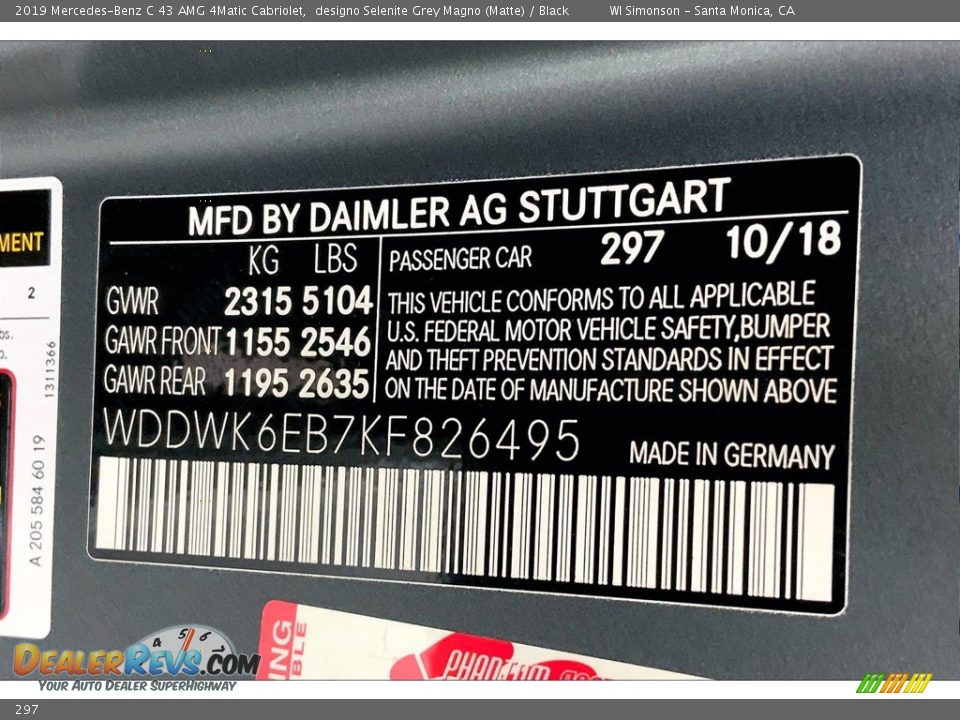 2019 Mercedes-Benz C 43 AMG 4Matic Cabriolet, designo Selenite Grey Magno (Matte) / Black WI Simonson - Santa Monica, CA
MFD BY DAIMLER AG STUTTGART
KG LBS
GVWR 2315 5104
GAWR FRONT 1155 2546
GAWR REAR 1195 2635
PASSENGER CAR 297 10/18
THIS VEHICLE CONFORMS TO ALL APPLICABLE
U.S. FEDERAL MOTOR VEHICLE SAFETY,BUMPER
AND THEFT PREVENTION STANDARDS IN EFFECT
ON THE DATE OF MANUFACTURE SHOWN ABOVE
WDDWK6EB7KF826495
MADE IN GERMANY
MENT
2
1311366
A 205 584 60 19
4 5 6
DEALERREVS.COM
YOUR AUTO DEALER SUPERHIGHWAY
297